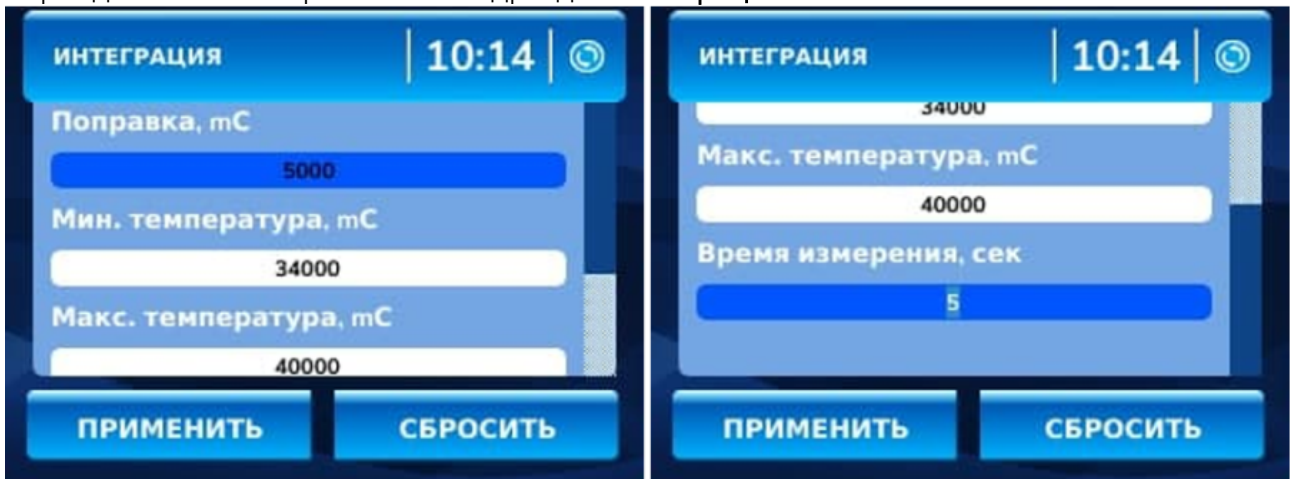 ИНТЕГРАЦИЯ
10:14
Поправка, mC
5000
Мин. температура, mC
34000
Макс. температура, mC
40000
ПРИМЕНИТЬ
СБРОСИТЬ
ИНТЕГРАЦИЯ
10:14
34000
Макс. температура, mC
40000
Время измерения, сек
5
ПРИМЕНИТЬ
СБРОСИТЬ